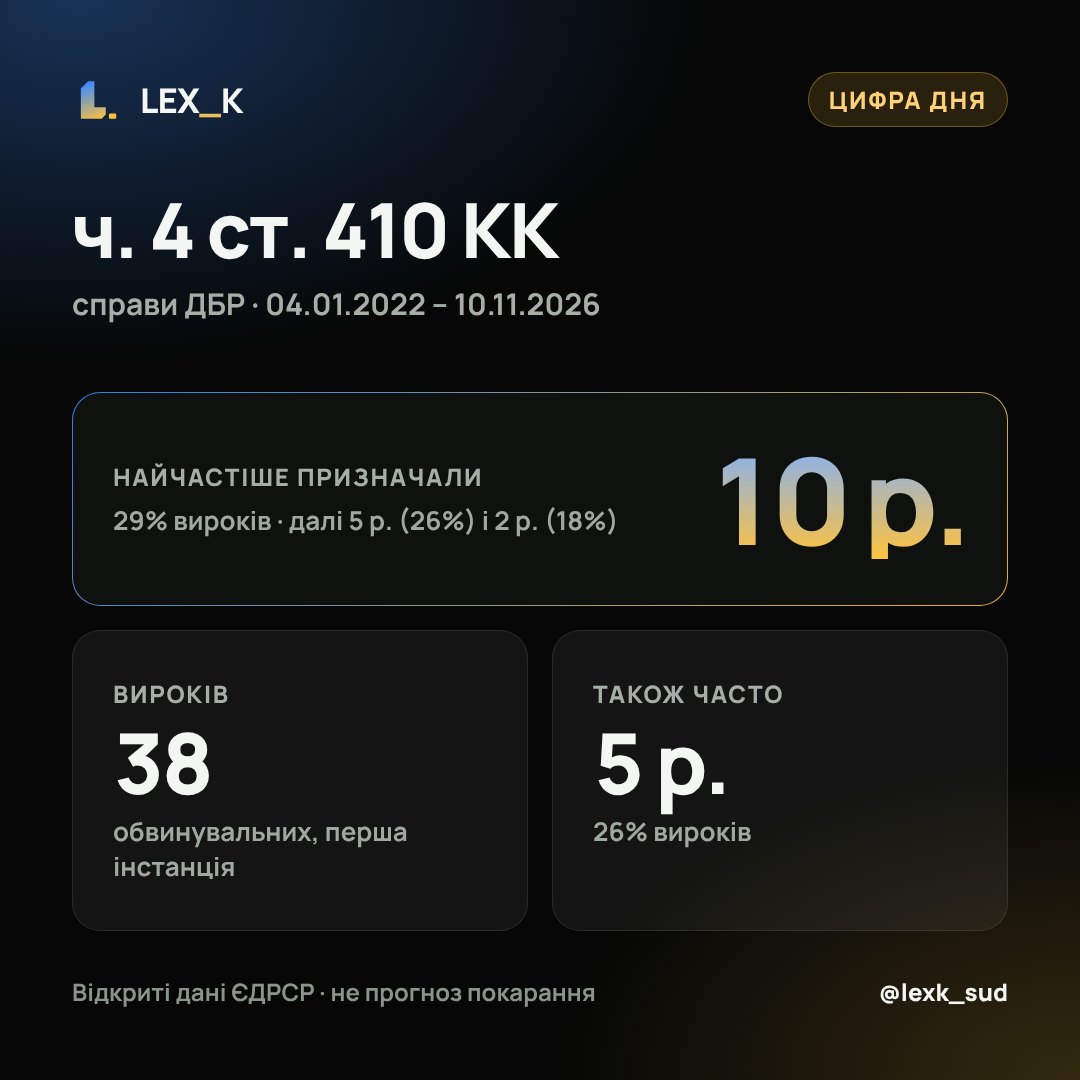 LEX_K
ЦИФРА ДНЯ
ч. 4 ст. 410 КК
справи ДБР · 04.01.2022 – 10.11.2026
НАЙЧАСТІШЕ ПРИЗНАЧАЛИ
29% вироків · далі 5 р. (26%) і 2 р. (18%)
10 р.
ВИРОКІВ
38
обвинувальних, перша
інстанція
ТАКОЖ ЧАСТО
5 р.
26% вироків
Відкриті дані ЄДРСР · не прогноз покарання
@lexk_sud